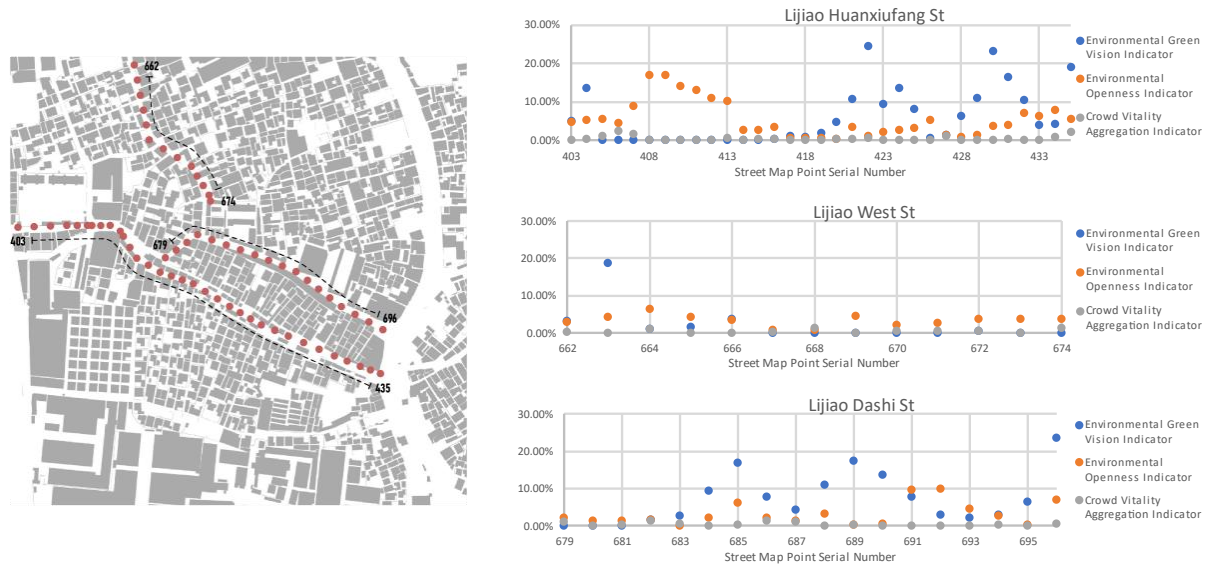 662
674
403
679
696
435
Lijiao Huanxiufang St
30.00%
20.00%
10.00%
0.00%
403 408 413 418 423 428 433
Street Map Point Serial Number
Environmental Green
Vision Indicator
Environmental
Openness Indicator
Crowd Vitality
Aggregation Indicator
Lijiao West St
30.00%
20.00%
10.00%
0.00%
662 664 666 668 670 672 674
Street Map Point Serial Number
Environmental Green
Vision Indicator
Environmental
Openness Indicator
Crowd Vitality
Aggregation Indicator
Lijiao Dashi St
30.00%
20.00%
10.00%
0.00%
679 681 683 685 687 689 691 693 695
Street Map Point Serial Number
Environmental Green
Vision Indicator
Environmental
Openness Indicator
Crowd Vitality
Aggregation Indicator